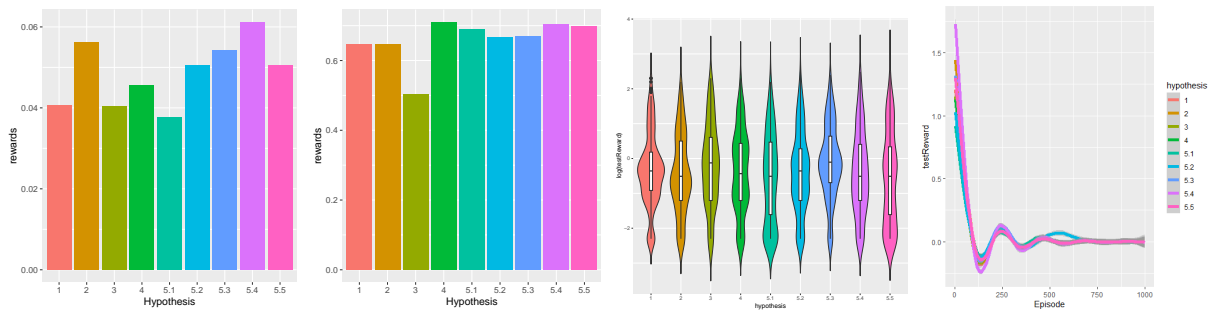 rewards
0.06
0.04
0.02
0.00
1 2 3 4 5.1 5.2 5.3 5.4 5.5
Hypothesis
rewards
0.6
0.4
0.2
0.0
1 2 3 4 5.1 5.2 5.3 5.4 5.5
Hypothesis
log(testReward)
4
2
0
-2
1 2 3 4 5.1 5.2 5.3 5.4 5.5
hypothesis
testReward
1.5
1.0
0.5
0.0
0 250 500 750 1000
Episode
hypothesis
1
2
3
4
5.1
5.2
5.3
5.4
5.5